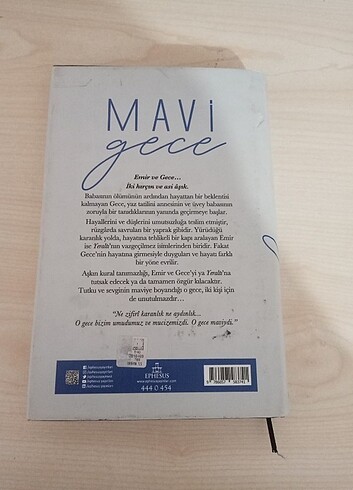 MAVi
gece
Emir ve Gece...
İki hırçın ve asi âşık.
Babasının ölümünün ardından hayattan bir beklentisi
kalmayan Gece, yaz tatilini annesinin ve üvey babasının
zoruyla bir tanıdıklarının yanında geçirmeye başlar.
Hayallerini ve düşlerini umutsuzluğa teslim etmiştir,
rüzgârda savrulan bir yaprak gibidir. Yürüdüğü
karanlık yolda, hayatına tehlikeli bir kapı aralayan Emir
ise Yeraltı'nın vazgeçilmez isimlerinden biridir. Fakat
Gece'nin hayatına girmesiyle duyguları ve hayatı farklı
bir yöne evrilir.
Aşkın kural tanımazlığı, Emir ve Gece'yi ya Yeraltı'na
tutsak edecek ya da tamamen özgür kılacaktır.
Tutku ve sevginin maviye boyandığı o gece, iki kişi için
de unutulmazdı...
"Ne zifirî karanlık ne aydınlık...
O gece bizim umudumuz ve mucizemizdi. O gece maviydi."
EPHESUS
444 0 454